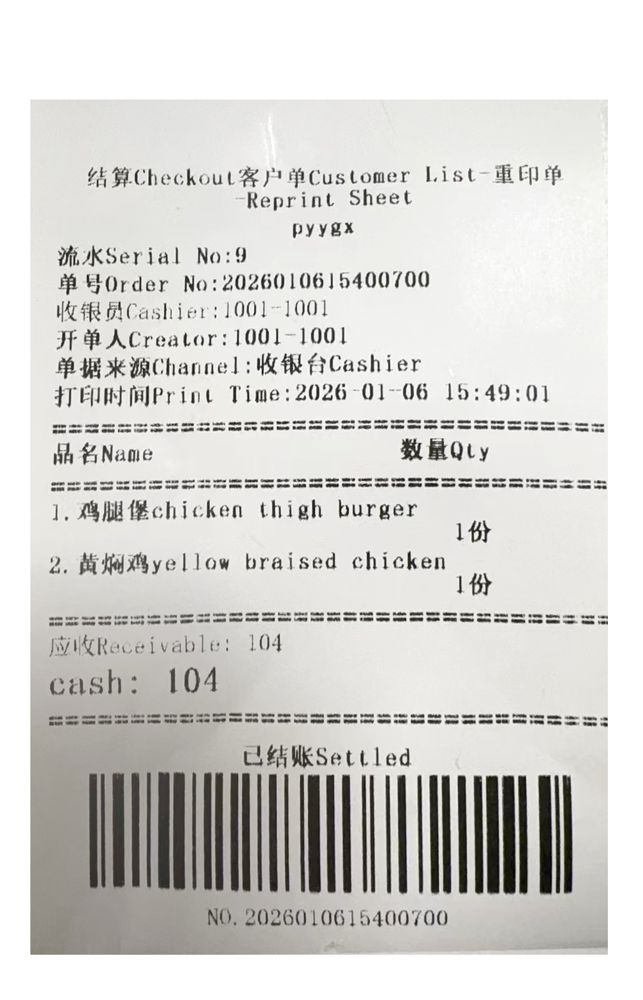 结算Checkout客户单Customer List-重印单
-Reprint Sheet
pyygx
流水Serial No:9
单号Order No:2026010615400700
收银员Cashier:1001-1001
开单人Creator:1001-1001
单据来源Channel:收银台Cashier
打印时间Print Time:2026-01-06 15:49:01
品名Name 数量Qty
1.鸡腿堡chicken thigh burger
1份
2.黄焖鸡yellow braised chicken
1份
应收Receivable: 104
cash: 104
已结账Settled
NO.2026010615400700